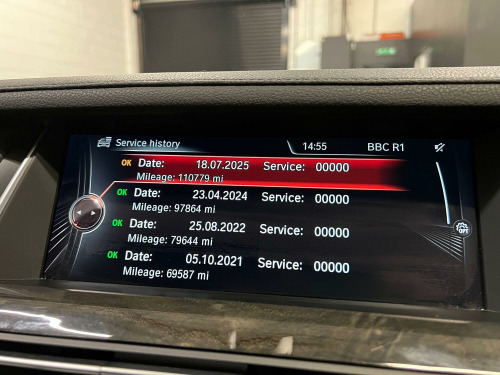 Service history 14:55 BBC R1
OK Date: 18.07.2025 Service: 00000
Mileage: 110779 mi
OK Date: 23.04.2024 Service: 00000
Mileage: 97864 mi
OK Date: 25.08.2022 Service: 00000
Mileage: 79644 mi
OK Date: 05.10.2021 Service: 00000
Mileage: 69587 mi
OFF